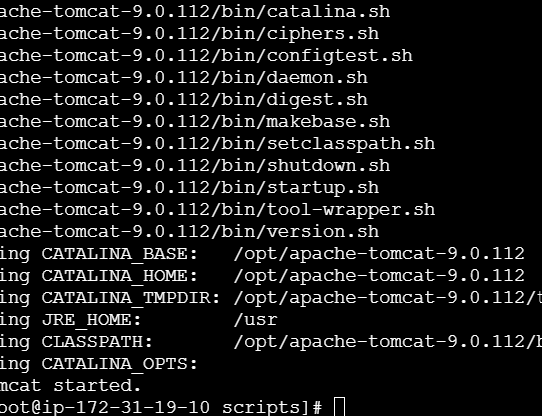 ache-tomcat-9.0.112/bin/catalina.sh
ache-tomcat-9.0.112/bin/ciphers.sh
ache-tomcat-9.0.112/bin/configtest.sh
ache-tomcat-9.0.112/bin/daemon.sh
ache-tomcat-9.0.112/bin/digest.sh
ache-tomcat-9.0.112/bin/makebase.sh
ache-tomcat-9.0.112/bin/setclasspath.sh
ache-tomcat-9.0.112/bin/shutdown.sh
ache-tomcat-9.0.112/bin/startup.sh
ache-tomcat-9.0.112/bin/tool-wrapper.sh
ache-tomcat-9.0.112/bin/version.sh
ing CATALINA_BASE:   /opt/apache-tomcat-9.0.112
ing CATALINA_HOME:   /opt/apache-tomcat-9.0.112
ing CATALINA_TMPDIR: /opt/apache-tomcat-9.0.112/t
ing JRE_HOME:        /usr
ing CLASSPATH:       /opt/apache-tomcat-9.0.112/b
ing CATALINA_OPTS:
mcat started.
oot@ip-172-31-19-10 scripts]#